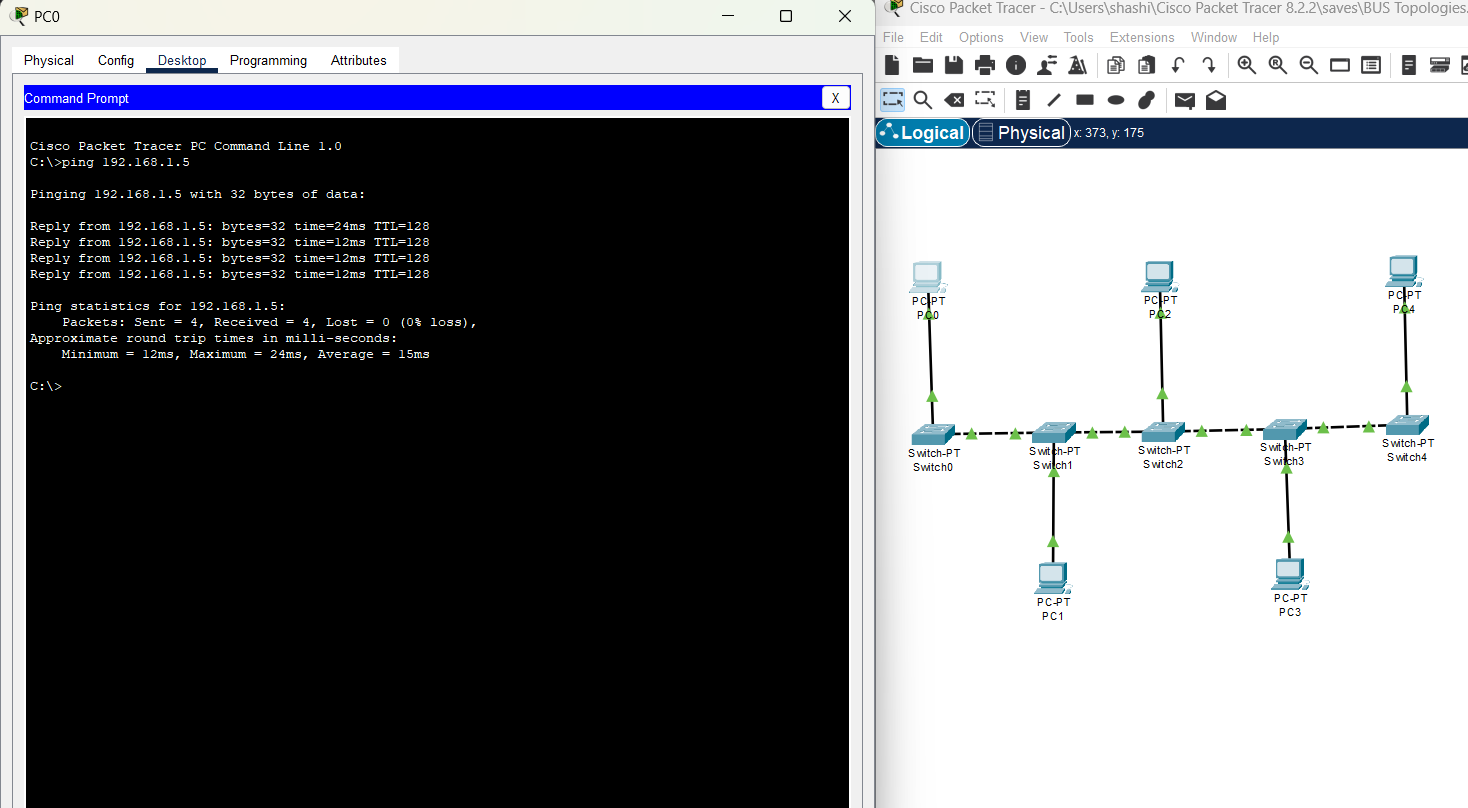 PC0
Physical Config Desktop Programming Attributes
Command Prompt X
Cisco Packet Tracer PC Command Line 1.0
C:\>ping 192.168.1.5
Pinging 192.168.1.5 with 32 bytes of data:
Reply from 192.168.1.5: bytes=32 time=24ms TTL=128
Reply from 192.168.1.5: bytes=32 time=12ms TTL=128
Reply from 192.168.1.5: bytes=32 time=12ms TTL=128
Reply from 192.168.1.5: bytes=32 time=12ms TTL=128
Ping statistics for 192.168.1.5:
Packets: Sent = 4, Received = 4, Lost = 0 (0% loss),
Approximate round trip times in milli-seconds:
Minimum = 12ms, Maximum = 24ms, Average = 15ms
C:\>
Cisco Packet Tracer - C:\Users\shashi\Cisco Packet Tracer 8.2.2\saves\BUS Topologies.
File Edit Options View Tools Extensions Window Help
Logical Physical x: 373, y: 175
PC-PT
PC0
PC-PT
PC2
PC-PT
PC4
Switch-PT
Switch0
Switch-PT
Switch1
Switch-PT
Switch2
Switch-PT
Switch3
Switch-PT
Switch4
PC-PT
PC1
PC-PT
PC3